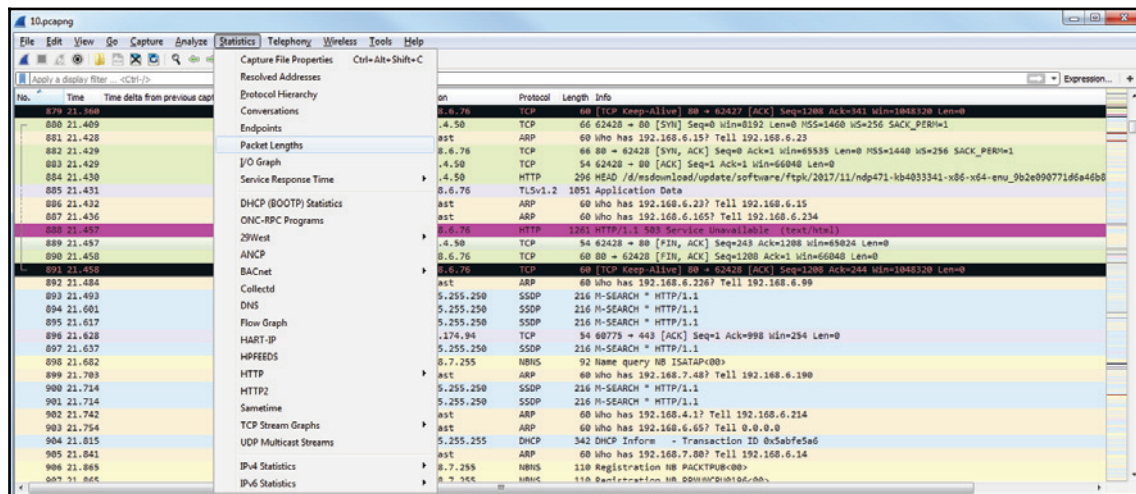 10.pcapng
File Edit View Go Capture Analyze Statistics Telephony Wireless Tools Help
Apply a display filter ... <Ctrl-/>
Expression... +
Capture File Properties Ctrl+Alt+Shift+C
Resolved Addresses
Protocol Hierarchy
Conversations
Endpoints
Packet Lengths
I/O Graph
Service Response Time
DHCP (BOOTP) Statistics
ONC-RPC Programs
29West
ANCP
BACnet
Collectd
DNS
Flow Graph
HART-IP
HPFEEDS
HTTP
HTTP2
Sametime
TCP Stream Graphs
UDP Multicast Streams
IPv4 Statistics
IPv6 Statistics
No. Time Time delta from previous capt on Protocol Length Info
879 21.360 8.6.76 TCP 60 [TCP Keep-Alive] 80 → 62427 [ACK] Seq=1208 Ack=341 Win=1048320 Len=0
880 21.409 .4.50 TCP 66 62428 → 80 [SYN] Seq=0 Win=8192 Len=0 MSS=1460 WS=256 SACK_PERM=1
881 21.428 ast ARP 60 Who has 192.168.6.15? Tell 192.168.6.23
882 21.429 8.6.76 TCP 66 80 → 62428 [SYN, ACK] Seq=0 Ack=1 Win=65535 Len=0 MSS=1440 WS=256 SACK_PERM=1
883 21.429 .4.50 TCP 54 62428 → 80 [ACK] Seq=1 Ack=1 Win=66048 Len=0
884 21.430 .4.50 HTTP 296 HEAD /d/msdownload/update/software/ftpk/2017/11/ndp471-kb4033341-x86-x64-enu_9b2e090771d6a46b8
885 21.431 8.6.76 TLSv1.2 1051 Application Data
886 21.432 ast ARP 60 Who has 192.168.6.23? Tell 192.168.6.15
887 21.436 ast ARP 60 Who has 192.168.6.165? Tell 192.168.6.234
888 21.457 8.6.76 HTTP 1261 HTTP/1.1 503 Service Unavailable (text/html)
889 21.457 .4.50 TCP 54 62428 → 80 [FIN, ACK] Seq=243 Ack=1208 Win=65024 Len=0
890 21.458 8.6.76 TCP 60 80 → 62428 [FIN, ACK] Seq=1208 Ack=1 Win=66048 Len=0
891 21.458 8.6.76 TCP 60 [TCP Keep-Alive] 80 → 62428 [ACK] Seq=1208 Ack=244 Win=1048320 Len=0
892 21.484 ast ARP 60 Who has 192.168.6.226? Tell 192.168.6.99
893 21.493 5.255.250 SSDP 216 M-SEARCH * HTTP/1.1
894 21.601 5.255.250 SSDP 216 M-SEARCH * HTTP/1.1
895 21.617 5.255.250 SSDP 216 M-SEARCH * HTTP/1.1
896 21.628 .174.94 TCP 54 60775 → 443 [ACK] Seq=1 Ack=998 Win=254 Len=0
897 21.637 5.255.250 SSDP 216 M-SEARCH * HTTP/1.1
898 21.682 8.7.255 NBNS 92 Name query NB ISATAP<00>
899 21.703 ast ARP 60 Who has 192.168.7.48? Tell 192.168.6.190
900 21.714 5.255.250 SSDP 216 M-SEARCH * HTTP/1.1
901 21.714 5.255.250 SSDP 216 M-SEARCH * HTTP/1.1
902 21.742 ast ARP 60 Who has 192.168.4.1? Tell 192.168.6.214
903 21.754 ast ARP 60 Who has 192.168.6.65? Tell 0.0.0.0
904 21.815 5.255.255 DHCP 342 DHCP Inform - Transaction ID 0x5abfe5a6
905 21.841 ast ARP 60 Who has 192.168.7.80? Tell 192.168.6.14
906 21.865 8.7.255 NBNS 110 Registration NB PACKTPUB<00>
907 21.865 8.7.255 NBNS 110 Registration NB